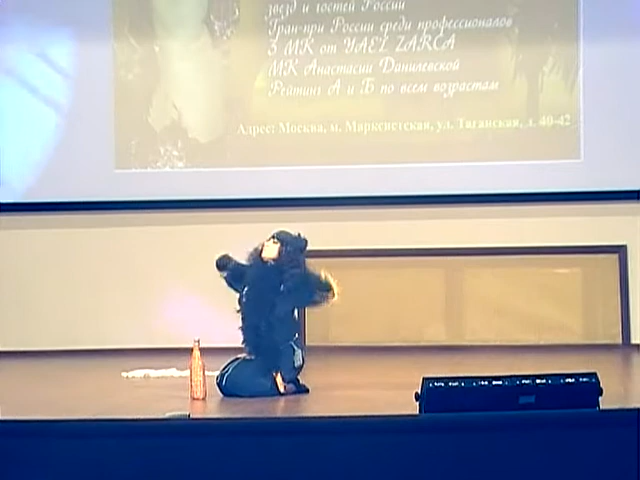 звезд и гостей России
Гран-при России среди профессионалов
3 МК от YAEL ZARCA
МК Анастасии Данилевской
Рейтинг А и Б по всем возрастам
Адрес: Москва, м. Марксистская, ул. Таганская, д. 40-42